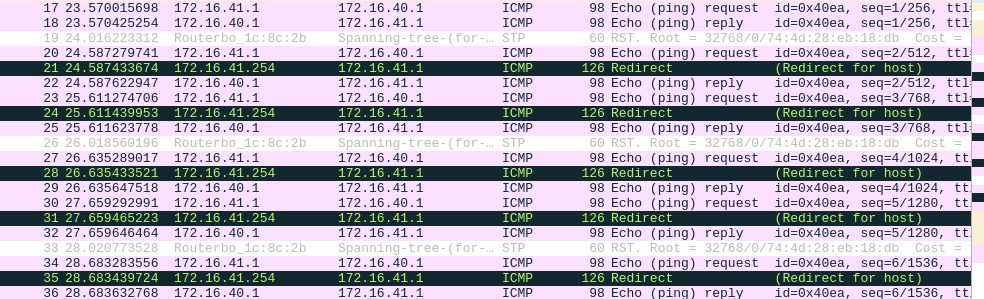 17 23.570015698 172.16.41.1 172.16.40.1 ICMP 98 Echo (ping) request id=0x40ea, seq=1/256, ttl
18 23.570425254 172.16.40.1 172.16.41.1 ICMP 98 Echo (ping) reply id=0x40ea, seq=1/256, ttl
19 24.016223312 Routerbo_1c:8c:2b Spanning-tree-(for-… STP 60 RST. Root = 32768/0/74:4d:28:eb:18:db Cost =
20 24.587279741 172.16.41.1 172.16.40.1 ICMP 98 Echo (ping) request id=0x40ea, seq=2/512, ttl
21 24.587433674 172.16.41.254 172.16.41.1 ICMP 126 Redirect (Redirect for host)
22 24.587622947 172.16.40.1 172.16.41.1 ICMP 98 Echo (ping) reply id=0x40ea, seq=2/512, ttl
23 25.611274706 172.16.41.1 172.16.40.1 ICMP 98 Echo (ping) request id=0x40ea, seq=3/768, ttl
24 25.611439953 172.16.41.254 172.16.41.1 ICMP 126 Redirect (Redirect for host)
25 25.611623778 172.16.40.1 172.16.41.1 ICMP 98 Echo (ping) reply id=0x40ea, seq=3/768, ttl
26 26.018560196 Routerbo_1c:8c:2b Spanning-tree-(for-… STP 60 RST. Root = 32768/0/74:4d:28:eb:18:db Cost =
27 26.635289017 172.16.41.1 172.16.40.1 ICMP 98 Echo (ping) request id=0x40ea, seq=4/1024, tt
28 26.635433521 172.16.41.254 172.16.41.1 ICMP 126 Redirect (Redirect for host)
29 26.635647518 172.16.40.1 172.16.41.1 ICMP 98 Echo (ping) reply id=0x40ea, seq=4/1024, tt
30 27.659292991 172.16.41.1 172.16.40.1 ICMP 98 Echo (ping) request id=0x40ea, seq=5/1280, tt
31 27.659465223 172.16.41.254 172.16.41.1 ICMP 126 Redirect (Redirect for host)
32 27.659646464 172.16.40.1 172.16.41.1 ICMP 98 Echo (ping) reply id=0x40ea, seq=5/1280, tt
33 28.020773528 Routerbo_1c:8c:2b Spanning-tree-(for-… STP 60 RST. Root = 32768/0/74:4d:28:eb:18:db Cost =
34 28.683283556 172.16.41.1 172.16.40.1 ICMP 98 Echo (ping) request id=0x40ea, seq=6/1536, tt
35 28.683439724 172.16.41.254 172.16.41.1 ICMP 126 Redirect (Redirect for host)
36 28.683632768 172.16.40.1 172.16.41.1 ICMP 98 Echo (ping) reply id=0x40ea, seq=6/1536, tt